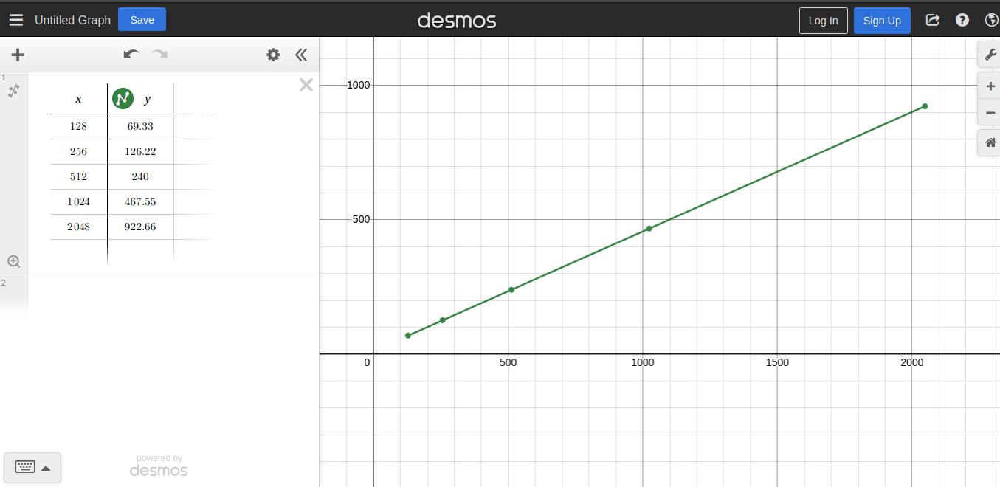 Untitled Graph Save desmos Log In Sign Up
1
x y
128 69.33
256 126.22
512 240
1024 467.55
2048 922.66
2
powered by
desmos
1000
500
0 500 1000 1500 2000